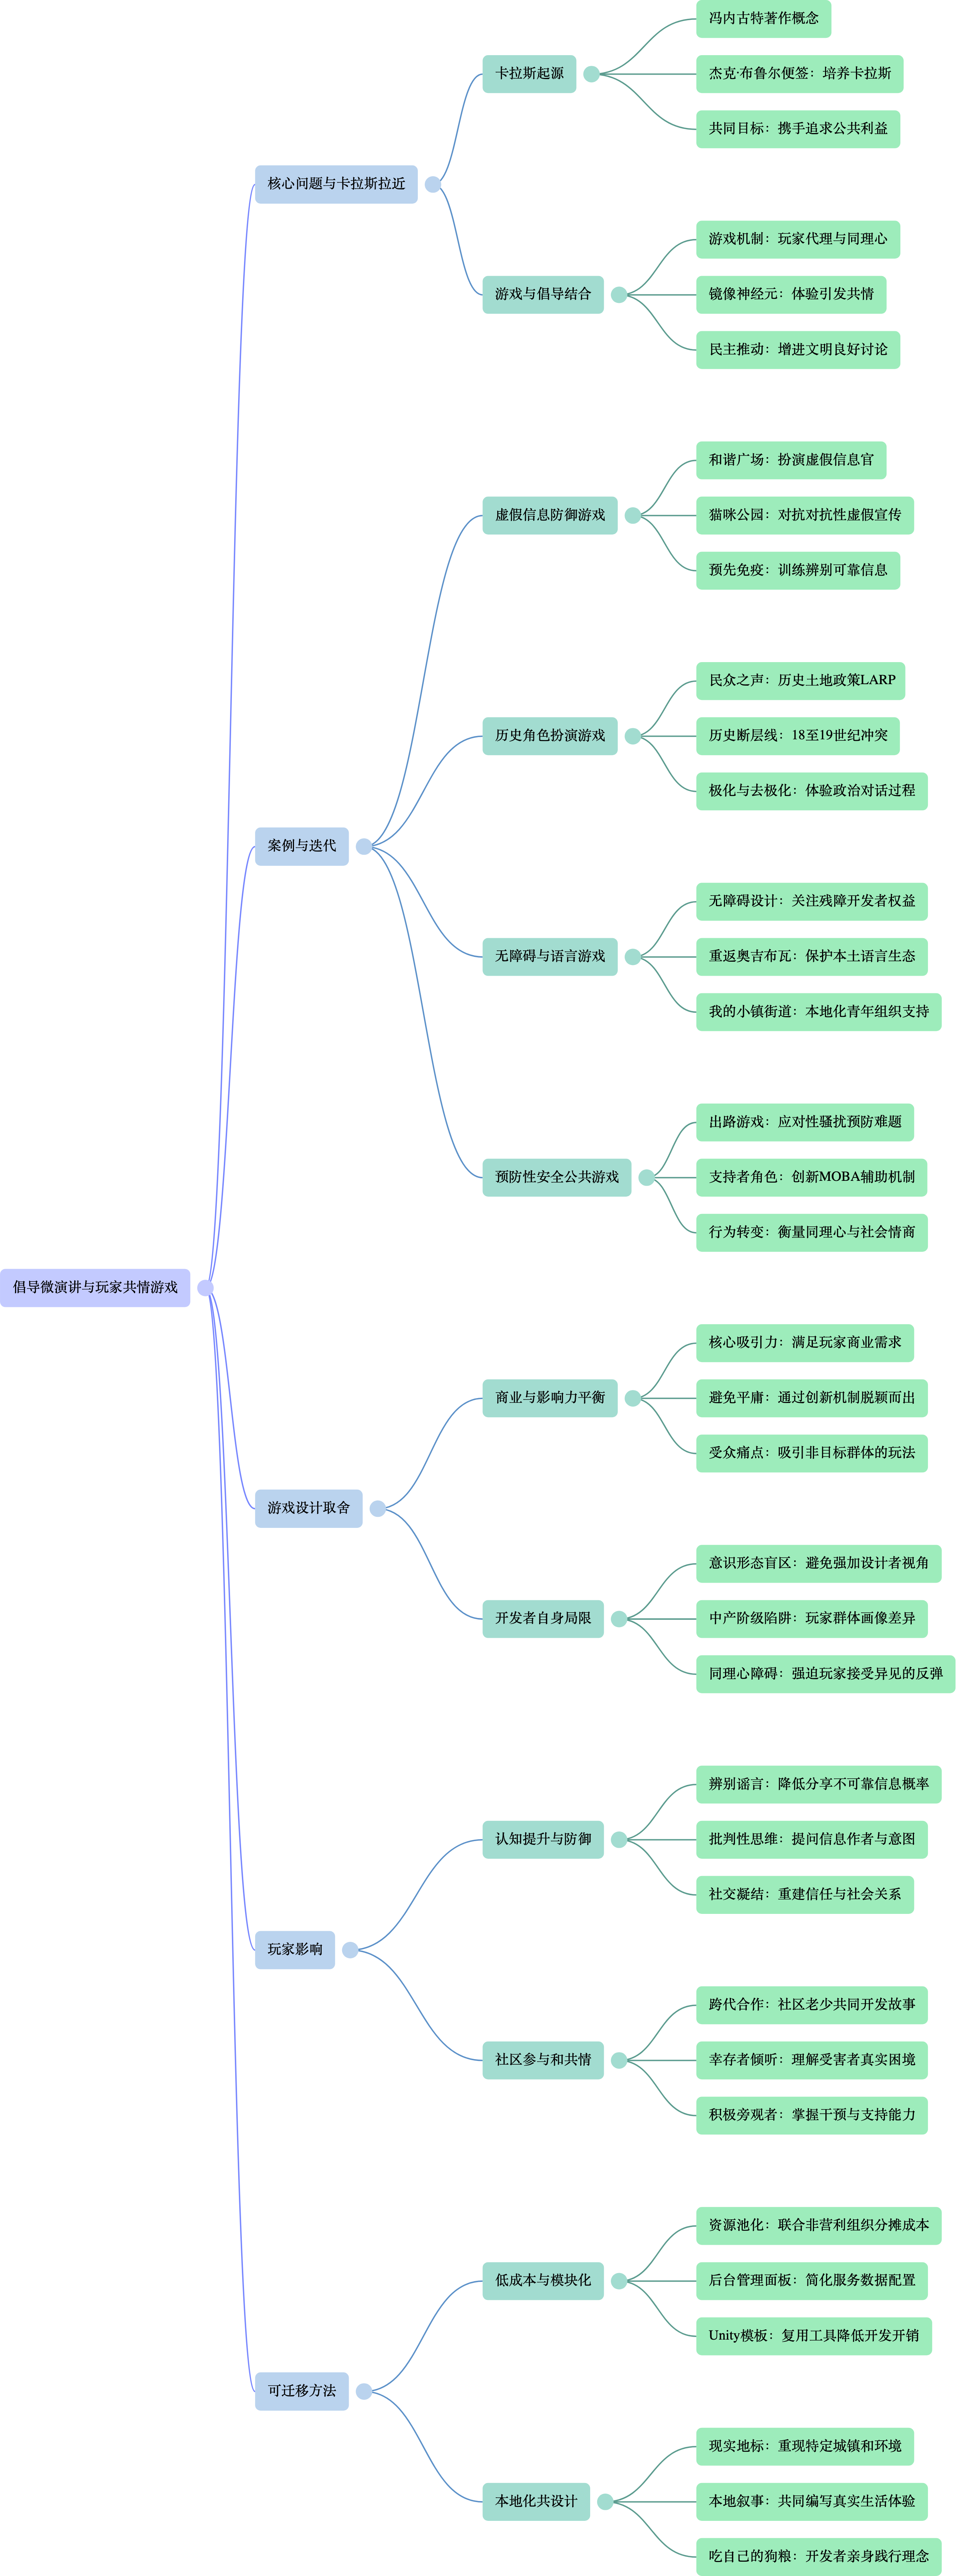 倡导微演讲与玩家共情游戏
核心问题与卡拉斯拉近
卡拉斯起源
冯内古特著作概念
杰克·布鲁尔便签：培养卡拉斯
共同目标：携手追求公共利益
游戏与倡导结合
游戏机制：玩家代理与同理心
镜像神经元：体验引发共情
民主推动：增进文明良好讨论
案例与迭代
虚假信息防御游戏
和谐广场：扮演虚假信息官
猫咪公园：对抗对抗性虚假宣传
预先免疫：训练辨别可靠信息
历史角色扮演游戏
民众之声：历史土地政策LARP
历史断层线：18至19世纪冲突
极化与去极化：体验政治对话过程
无障碍与语言游戏
无障碍设计：关注残障开发者权益
重返奥吉布瓦：保护本土语言生态
我的小镇街道：本地化青年组织支持
预防性安全公共游戏
出路游戏：应对性骚扰预防难题
支持者角色：创新MOBA辅助机制
行为转变：衡量同理心与社会情商
游戏设计取舍
商业与影响力平衡
核心吸引力：满足玩家商业需求
避免平庸：通过创新机制脱颖而出
受众痛点：吸引非目标群体的玩法
开发者自身局限
意识形态盲区：避免强加设计者视角
中产阶级陷阱：玩家群体画像差异
同理心障碍：强迫玩家接受异见的反弹
玩家影响
认知提升与防御
辨别谣言：降低分享不可靠信息概率
批判性思维：提问信息作者与意图
社交凝结：重建信任与社会关系
社区参与和共情
跨代合作：社区老少共同开发故事
幸存者倾听：理解受害者真实困境
积极旁观者：掌握干预与支持能力
可迁移方法
低成本与模块化
资源池化：联合非营利组织分摊成本
后台管理面板：简化服务数据配置
Unity模板：复用工具降低开发开销
本地化共设计
现实地标：重现特定城镇和环境
本地叙事：共同编写真实生活体验
吃自己的狗粮：开发者亲身践行理念